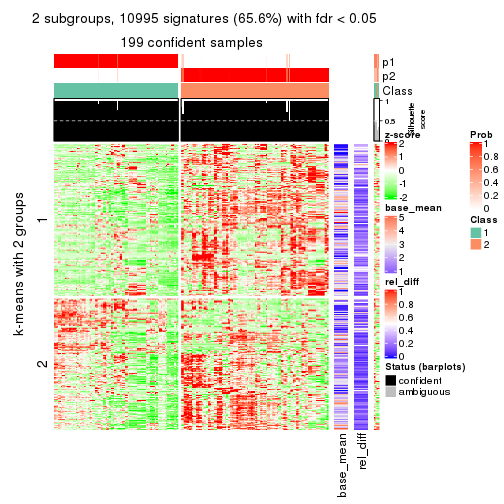 2 subgroups, 10995 signatures (65.6%) with fdr < 0.05
199 confident samples
p1
p2
Class
1
0.5
0
Silhouette
score
k-means with 2 groups
1
2
base_mean
rel_diff
z-score
2
1
0
-1
-2
base_mean
5
4
3
2
1
rel_diff
1
0.8
0.6
0.4
0.2
0
Status (barplots)
confident
ambiguous
Prob
1
0.8
0.6
0.4
0.2
0
Class
1
2